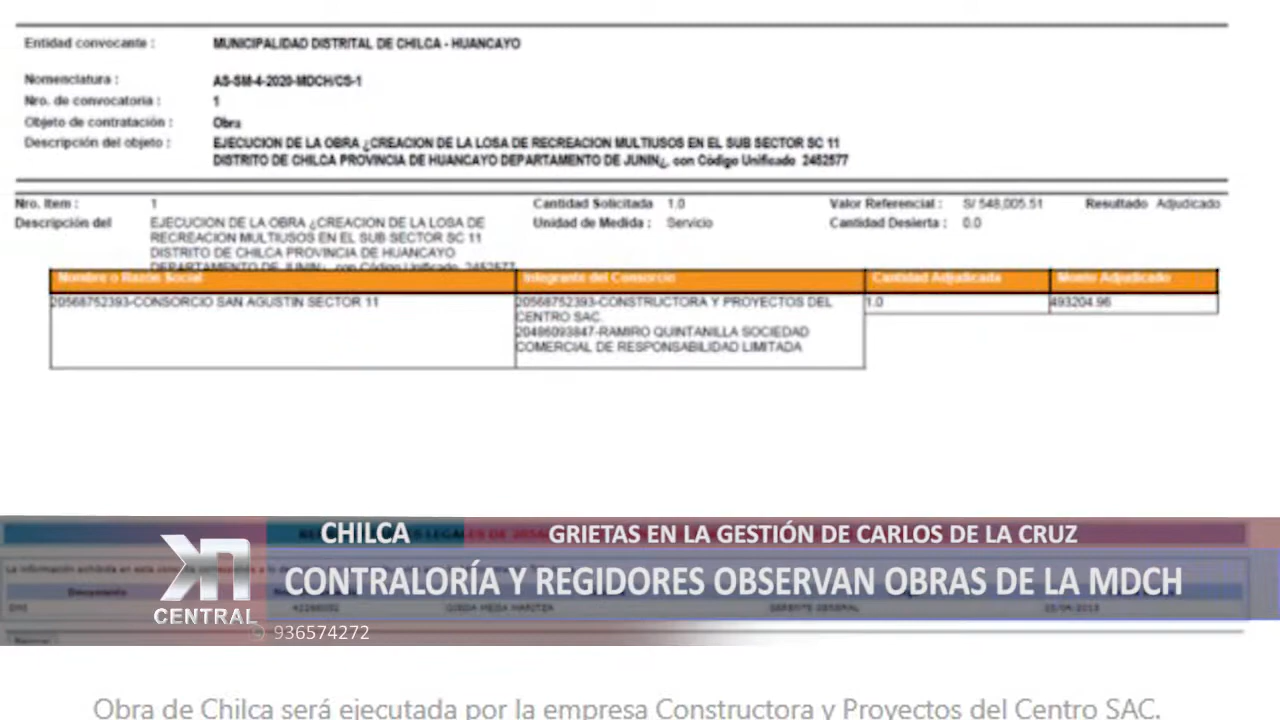 Entidad convocante : MUNICIPALIDAD DISTRITAL DE CHILCA - HUANCAYO
Nomenclatura : AS-SM-4-2020-MDCH/CS-1
Nro. de convocatoria : 1
Objeto de contratación : Obra
Descripción del objeto : EJECUCION DE LA OBRA ¿CREACION DE LA LOSA DE RECREACION MULTIUSOS EN EL SUB SECTOR SC 11
DISTRITO DE CHILCA PROVINCIA DE HUANCAYO DEPARTAMENTO DE JUNIN¿, con Código Unificado 2452577
Nro. Item : 1 Cantidad Solicitada 1.0 Valor Referencial : S/ 548,005.51 Resultado Adjudicado
Descripción del EJECUCION DE LA OBRA ¿CREACION DE LA LOSA DE Unidad de Medida : Servicio Cantidad Desierta : 0.0
RECREACION MULTIUSOS EN EL SUB SECTOR SC 11
DISTRITO DE CHILCA PROVINCIA DE HUANCAYO
DEPARTAMENTO DE JUNIN¿, con Código Unificado 2452577
Nombre o Razón Social Integrante del Consorcio Cantidad Adjudicada Monto Adjudicado
20568752393-CONSORCIO SAN AGUSTIN SECTOR 11 20568752393-CONSTRUCTORA Y PROYECTOS DEL 1.0 493204.96
CENTRO SAC.
20486093847-RAMIRO QUINTANILLA SOCIEDAD
COMERCIAL DE RESPONSABILIDAD LIMITADA
CHILCA GRIETAS EN LA GESTIÓN DE CARLOS DE LA CRUZ
CONTRALORÍA Y REGIDORES OBSERVAN OBRAS DE LA MDCH
CENTRAL
936574272
Obra de Chilca será ejecutada por la empresa Constructora y Proyectos del Centro SAC.